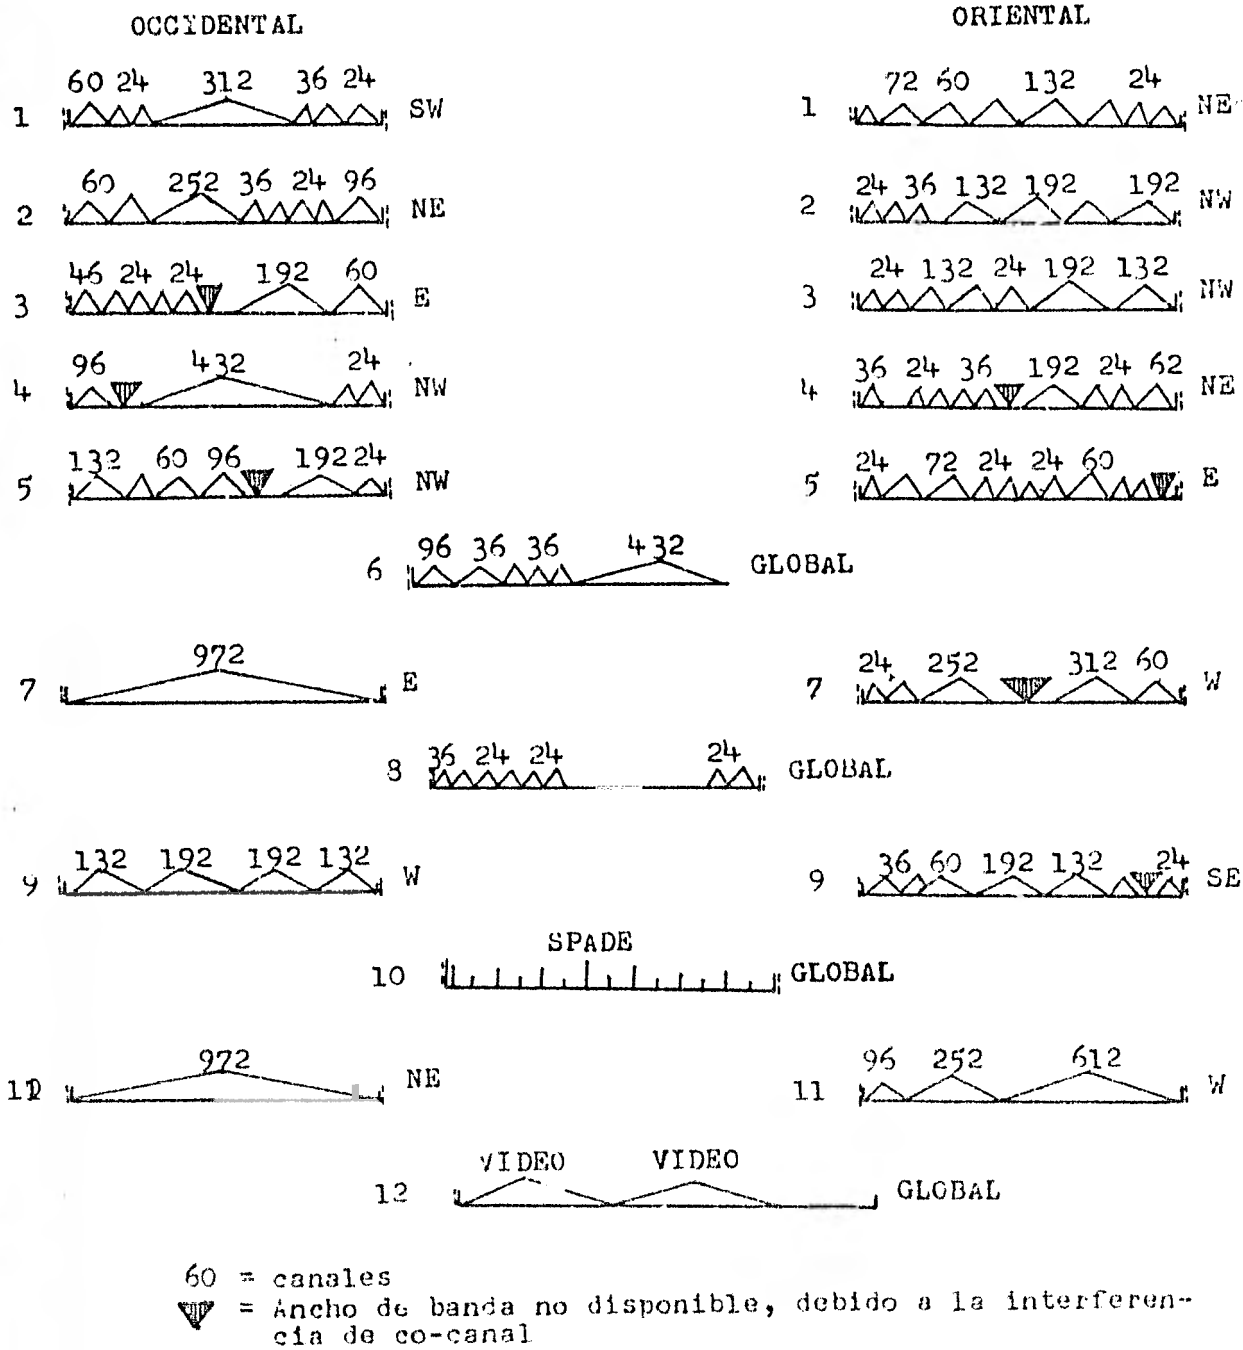 OCCIDENTAL
ORIENTAL
60 24 312 36 24
1 SW
72 60 132 24
1 NE
60 252 36 24 96
2 NE
24 36 132 192 192
2 NW
46 24 24 192 60
3 E
24 132 24 192 132
3 NW
96 432 24
4 NW
36 24 36 192 24 62
4 NE
132 60 96 192 24
5 NW
24 72 24 24 60
5 E
96 36 36 432
6 GLOBAL
972
7 E
24 252 312 60
7 W
36 24 24 24
8 GLOBAL
132 192 192 132
9 W
36 60 192 132 24
9 SE
SPADE
10 GLOBAL
972
NE
96 252 612
11 W
VIDEO VIDEO
12 GLOBAL
60 = canales
= Ancho de banda no disponible, debido a la interferen-
cia de co-canal